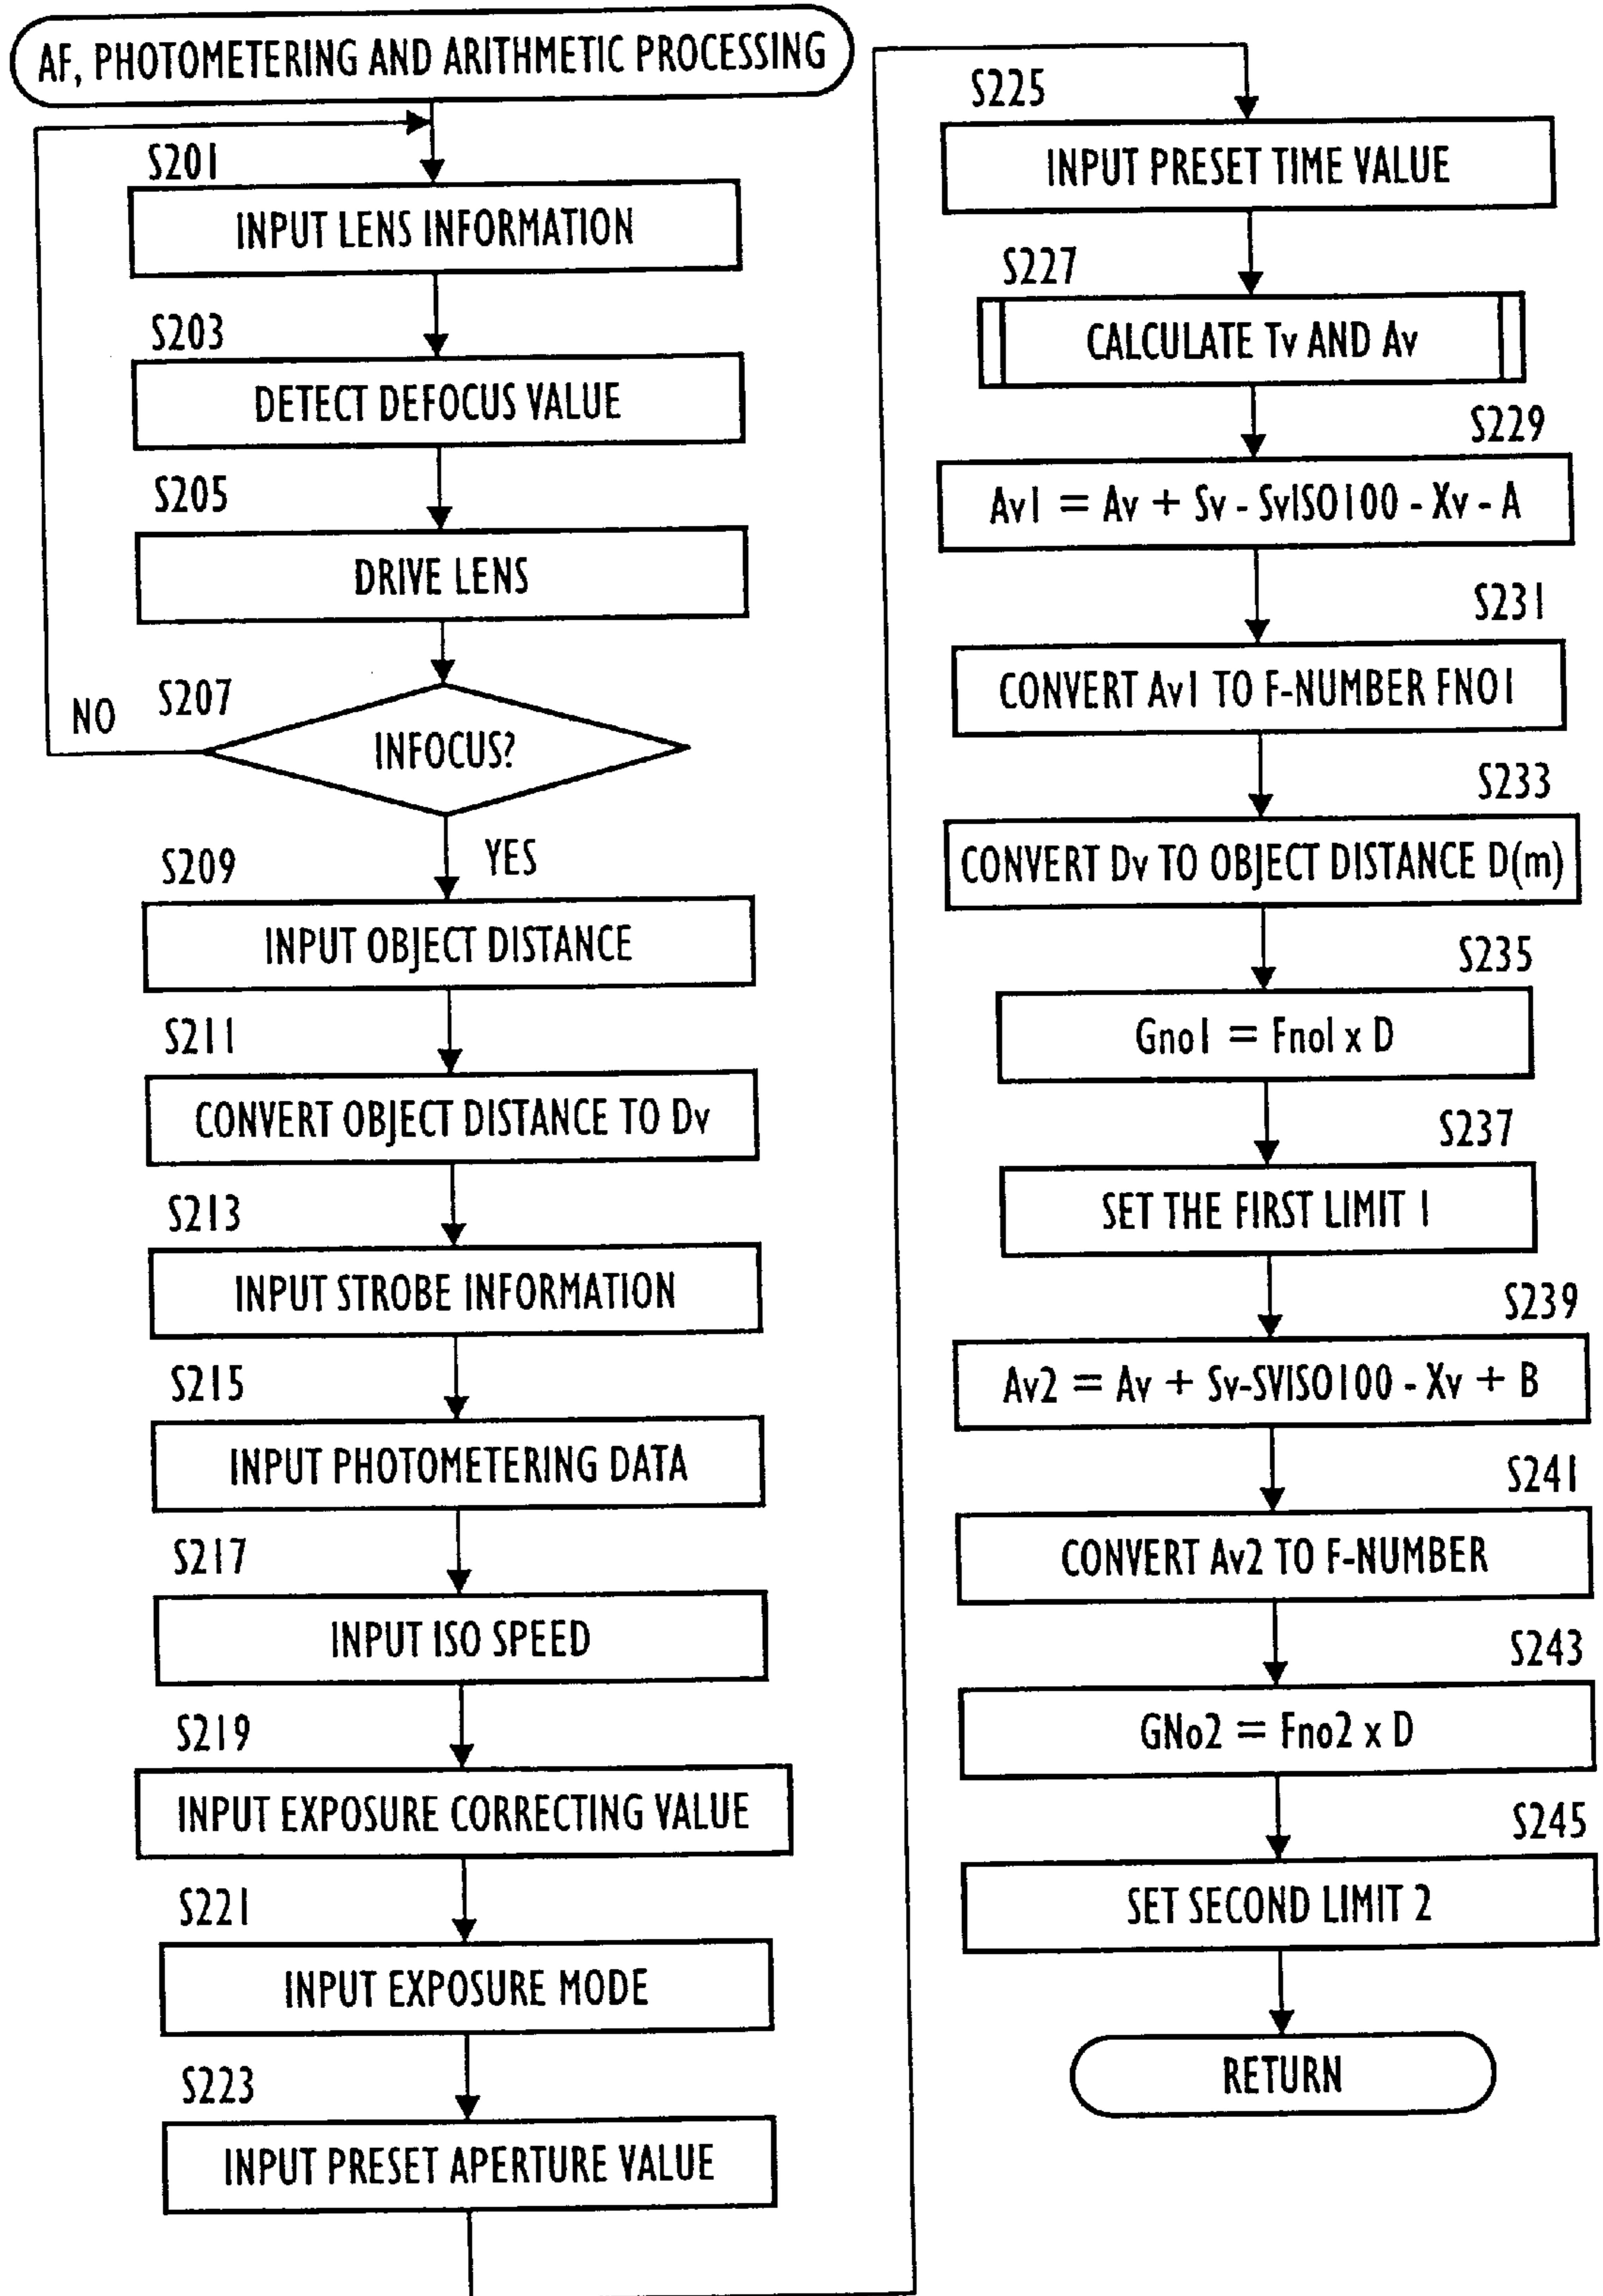 AF, PHOTOMETERING AND ARITHMETIC PROCESSING
S201
INPUT LENS INFORMATION
S203
DETECT DEFOCUS VALUE
S205
DRIVE LENS
S207
NO
INFOCUS?
YES
S209
INPUT OBJECT DISTANCE
S211
CONVERT OBJECT DISTANCE TO Dv
S213
INPUT STROBE INFORMATION
S215
INPUT PHOTOMETERING DATA
S217
INPUT ISO SPEED
S219
INPUT EXPOSURE CORRECTING VALUE
S221
INPUT EXPOSURE MODE
S223
INPUT PRESET APERTURE VALUE
S225
INPUT PRESET TIME VALUE
S227
CALCULATE Tv AND Av
S229
Av1 = Av + Sv - SvISO100 - Xv - A
S231
CONVERT Av1 TO F-NUMBER FNO1
S233
CONVERT Dv TO OBJECT DISTANCE D(m)
S235
Gno1 = Fno1 x D
S237
SET THE FIRST LIMIT 1
S239
Av2 = Av + Sv-SVISO100 - Xv + B
S241
CONVERT Av2 TO F-NUMBER
S243
GNo2 = Fno2 x D
S245
SET SECOND LIMIT 2
RETURN